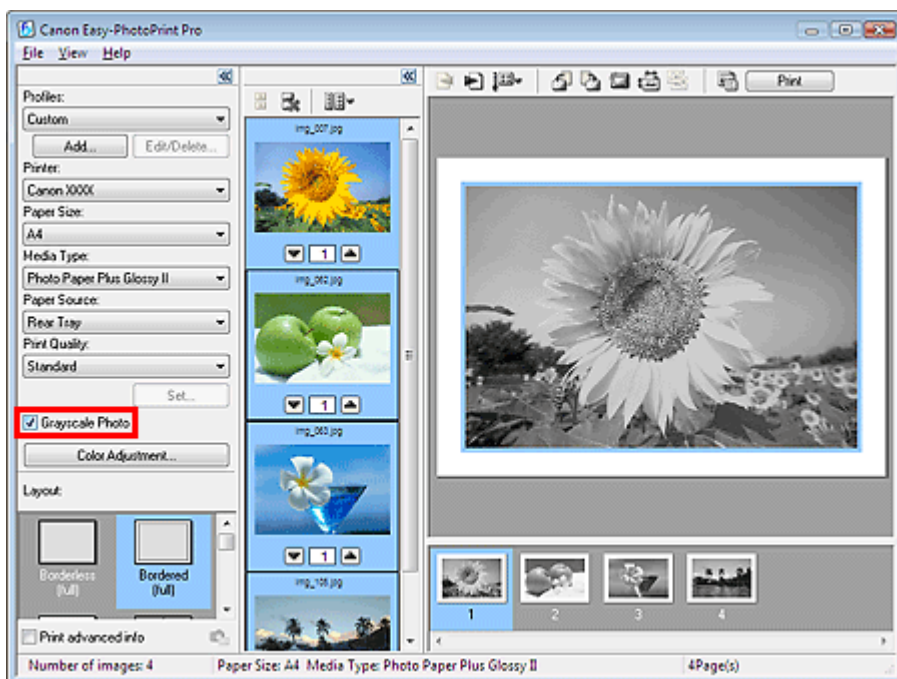 Canon Easy-PhotoPrint Pro
File View Help
Profiles:
Custom
Add... Edit/Delete...
Printer:
Canon XXXX
Paper Size:
A4
Media Type:
Photo Paper Plus Glossy II
Paper Source:
Rear Tray
Print Quality:
Standard
Set...
Grayscale Photo
Color Adjustment...
Layout:
Borderless
(full)
Bordered
(full)
Print advanced info
img_007.jpg
1
img_062.jpg
1
img_063.jpg
1
img_105.jpg
Print
1 2 3 4
Number of images: 4 Paper Size: A4 Media Type: Photo Paper Plus Glossy II 4Page(s)